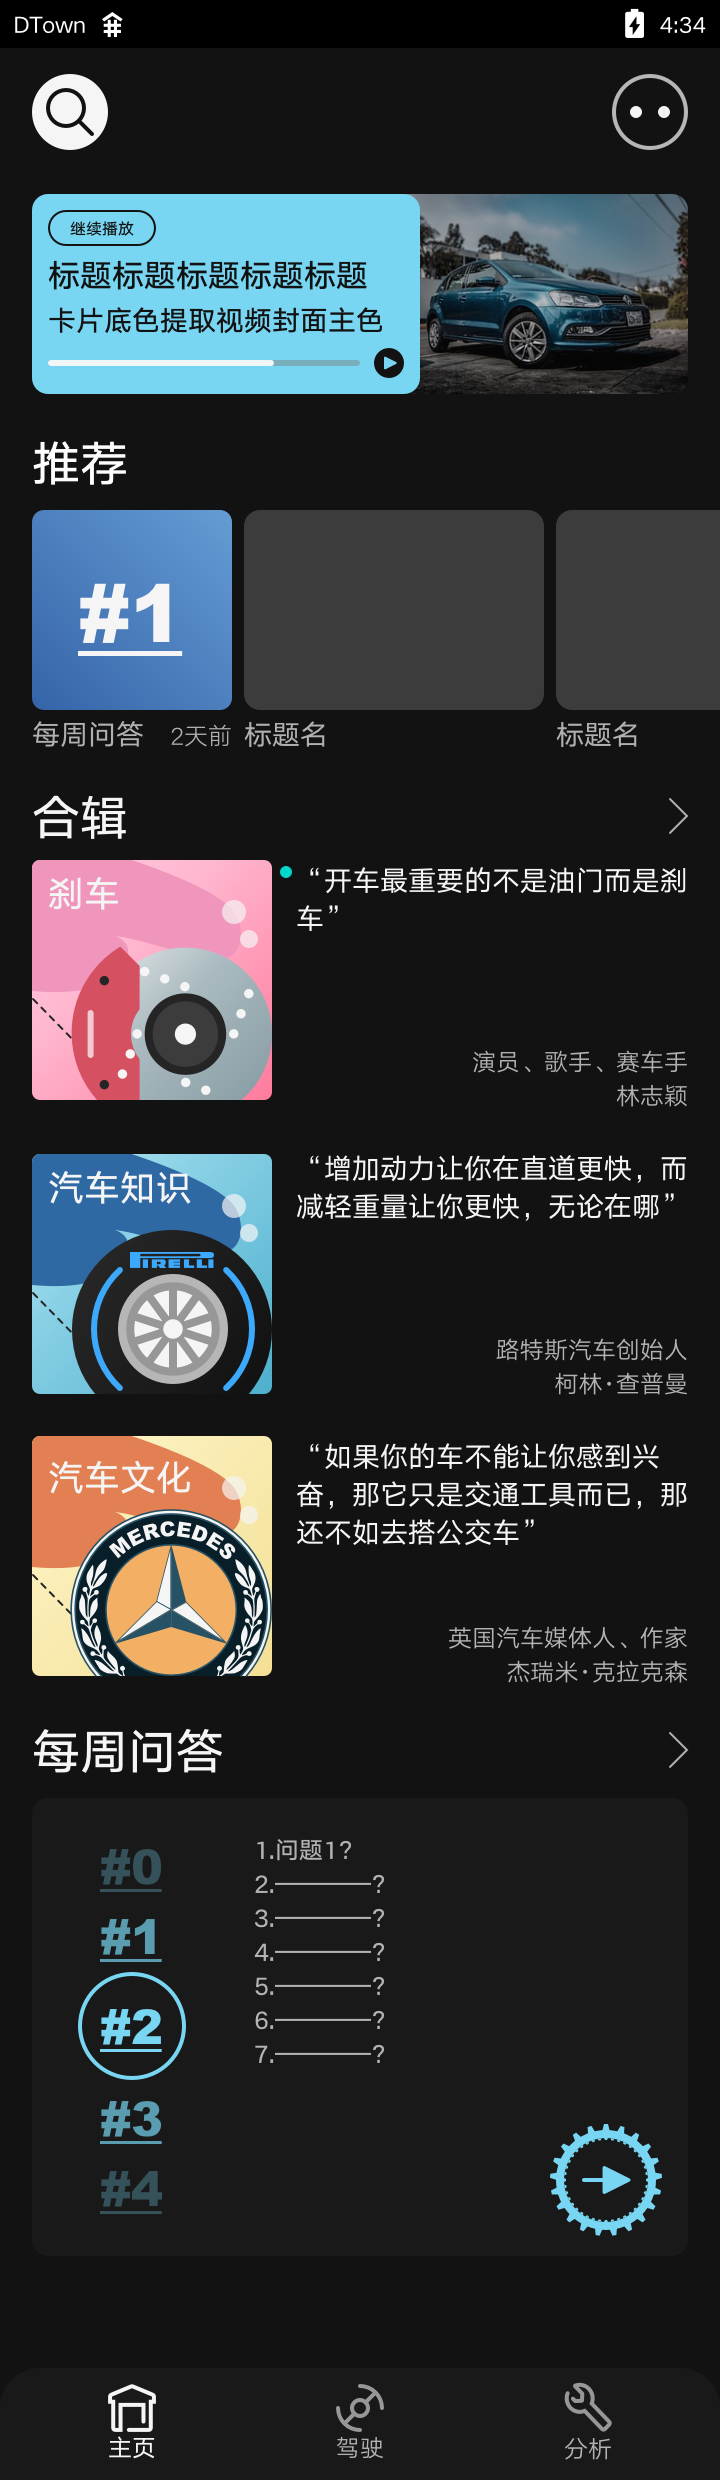 DTown
4:34
继续播放
标题标题标题标题标题
卡片底色提取视频封面主色
推荐
#1
每周问答 2天前 标题名 标题名
合辑
刹车
“开车最重要的不是油门而是刹
车”
演员、歌手、赛车手
林志颖
汽车知识
PIRELLI
“增加动力让你在直道更快，而
减轻重量让你更快，无论在哪”
路特斯汽车创始人
柯林·查普曼
汽车文化
MERCEDES
“如果你的车不能让你感到兴
奋，那它只是交通工具而已，那
还不如去搭公交车”
英国汽车媒体人、作家
杰瑞米·克拉克森
每周问答
#0
#1
#2
#3
#4
1.问题1?
2.————?
3.————?
4.————?
5.————?
6.————?
7.————?
主页 驾驶 分析